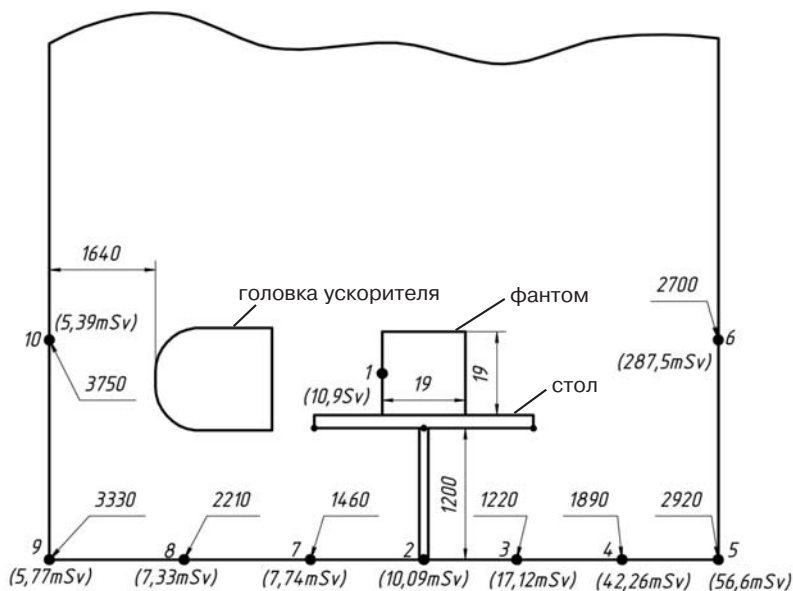 1640
головка ускорителя
фантом
2700
10
(5,39mSv)
6
3750
1
19
19
(287,5mSv)
(10,9Sv)
стол
1200
3330
2210
1460
1220
1890
2920
9
8
7
2
3
4
5
(5,77mSv)
(7,33mSv)
(7,74mSv)
(10,09mSv)
(17,12mSv)
(42,26mSv)
(56,6mSv)